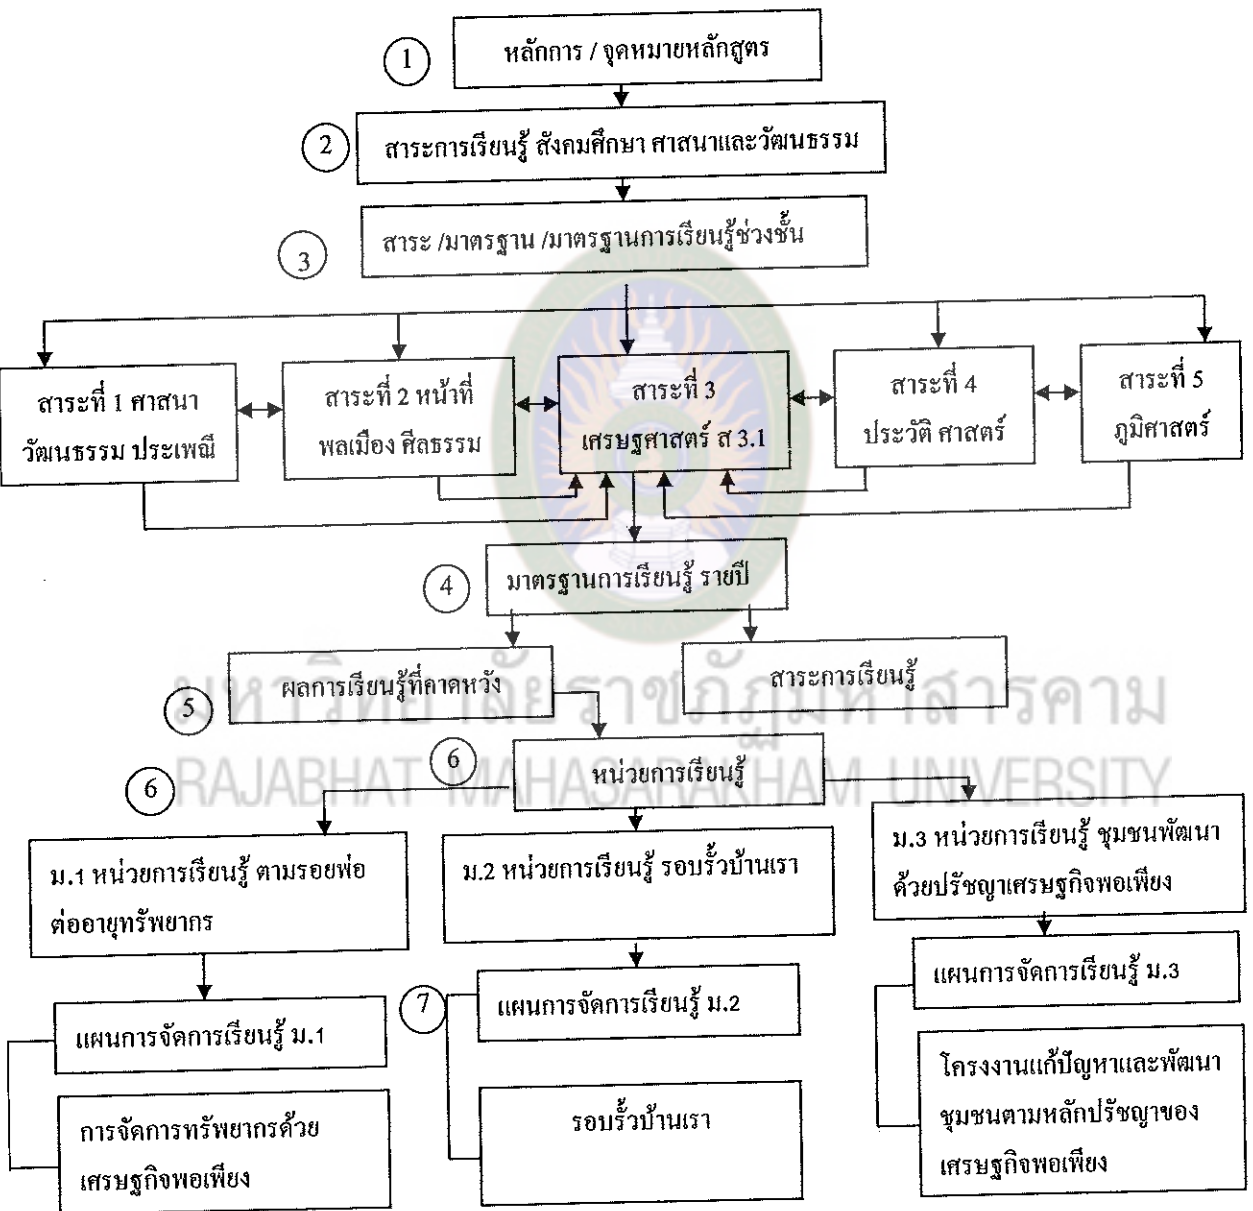 1
หลักการ / จุดหมายหลักสูตร
2
สาระการเรียนรู้ สังคมศึกษา ศาสนาและวัฒนธรรม
3
สาระ /มาตรฐาน /มาตรฐานการเรียนรู้ช่วงชั้น
สาระที่ 1 ศาสนา
วัฒนธรรม ประเพณี
สาระที่ 2 หน้าที่
พลเมือง ศีลธรรม
สาระที่ 3
เศรษฐศาสตร์ ส 3.1
สาระที่ 4
ประวัติ ศาสตร์
สาระที่ 5
ภูมิศาสตร์
4
มาตรฐานการเรียนรู้ รายปี
5
ผลการเรียนรู้ที่คาดหวัง
สาระการเรียนรู้
มหาวิทยาลัยราชภัฏมหาสารคาม
RAJABHAT MAHASARAKHAM UNIVERSITY
6
6
หน่วยการเรียนรู้
ม.1 หน่วยการเรียนรู้ ตามรอยพ่อ
ต่ออายุทรัพยากร
ม.2 หน่วยการเรียนรู้ รอบรั้วบ้านเรา
ม.3 หน่วยการเรียนรู้ ชุมชนพัฒนา
ด้วยปรัชญาเศรษฐกิจพอเพียง
แผนการจัดการเรียนรู้ ม.1
7
แผนการจัดการเรียนรู้ ม.2
แผนการจัดการเรียนรู้ ม.3
การจัดการทรัพยากรด้วย
เศรษฐกิจพอเพียง
รอบรั้วบ้านเรา
โครงงานแก้ปัญหาและพัฒนา
ชุมชนตามหลักปรัชญาของ
เศรษฐกิจพอเพียง